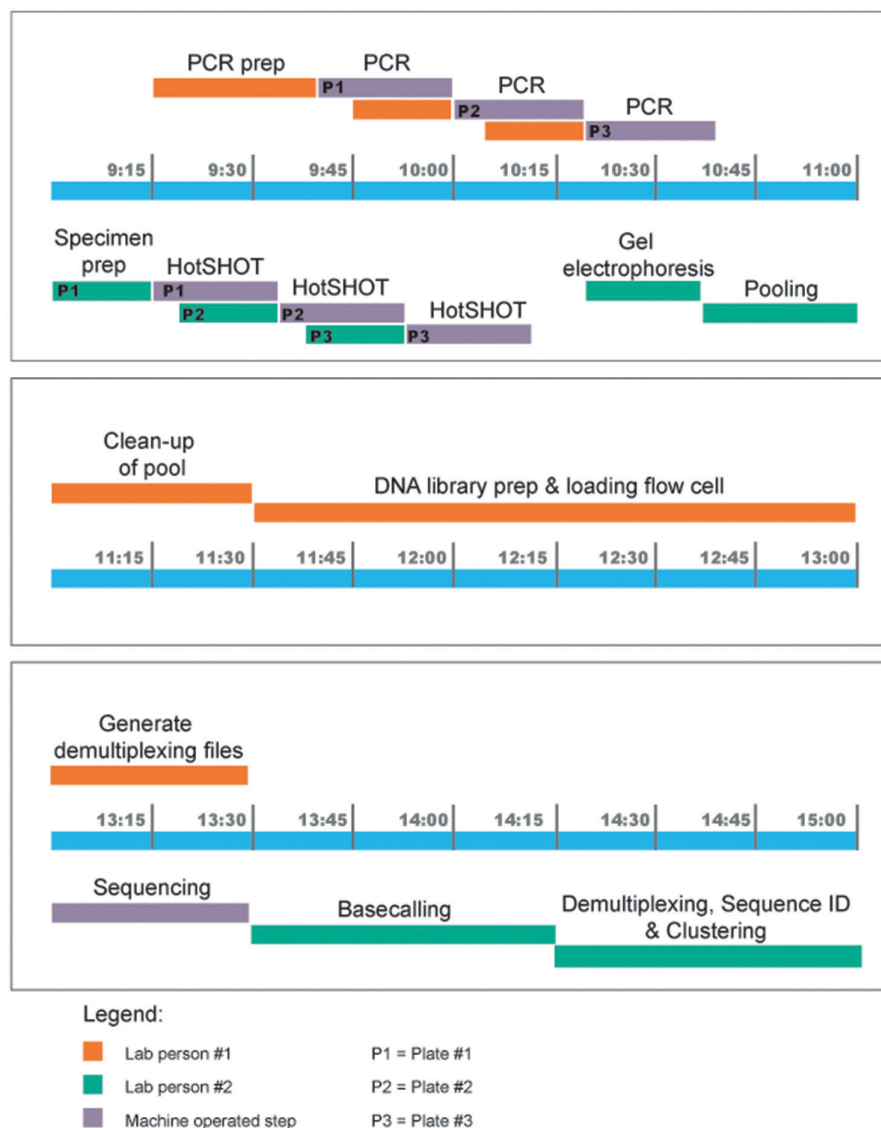 PCR prep PCR
P1 PCR
P2 PCR
P3
9:15 9:30 9:45 10:00 10:15 10:30 10:45 11:00
Specimen
prep
Gel
electrophoresis
HotSHOT
P1 P1 HotSHOT Pooling
P2 P2 HotSHOT
P3 P3
Clean-up
of pool
DNA library prep & loading flow cell
11:15 11:30 11:45 12:00 12:15 12:30 12:45 13:00
Generate
demultiplexing files
13:15 13:30 13:45 14:00 14:15 14:30 14:45 15:00
Sequencing
Basecalling
Demultiplexing, Sequence ID
& Clustering
Legend:
Lab person #1 P1 = Plate #1
Lab person #2 P2 = Plate #2
Machine operated step P3 = Plate #3